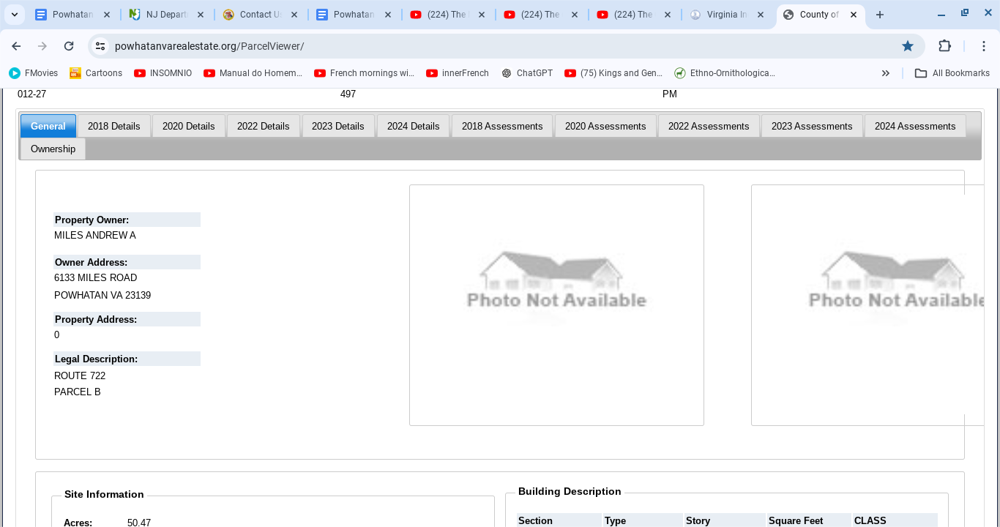 Powhatan
NJ Depart
Contact U
Powhatan
(224) The
(224) The
(224) The
Virginia In
County of
powhatanvarealestate.org/ParcelViewer/
FMovies
Cartoons
INSOMNIO
Manual do Homem...
French mornings wi...
innerFrench
ChatGPT
(75) Kings and Gen...
Ethno-Ornithologica...
All Bookmarks
012-27 497 PM
General 2018 Details 2020 Details 2022 Details 2023 Details 2024 Details 2018 Assessments 2020 Assessments 2022 Assessments 2023 Assessments 2024 Assessments
Ownership
Property Owner:
MILES ANDREW A
Owner Address:
6133 MILES ROAD
POWHATAN VA 23139
Property Address:
0
Legal Description:
ROUTE 722
PARCEL B
Photo Not Available
Photo Not Available
Site Information
Acres: 50.47
Building Description
Section Type Story Square Feet CLASS